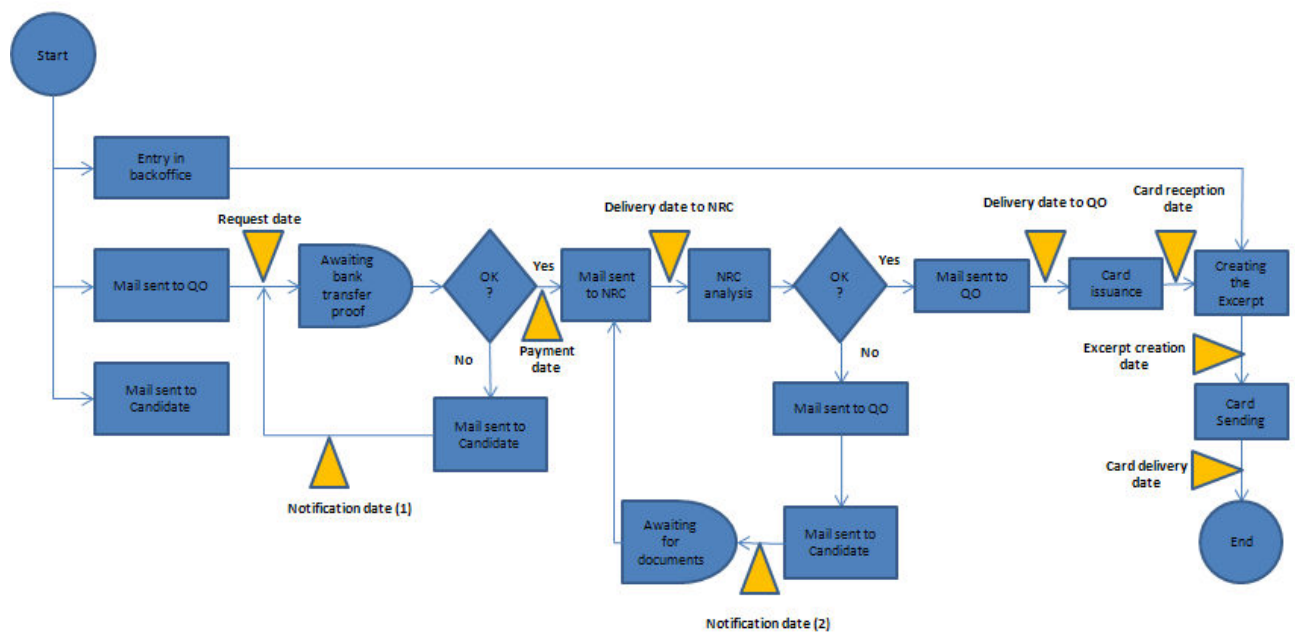 Start
Entry in
backoffice
Card reception
date
Delivery date to NRC
Delivery date to QO
Request date
Mail sent to QO
Awaiting
bank
transfer
proof
OK
?
Yes
Mail sent
to NRC
NRC
analysis
OK
?
Yes
Mail sent to
QO
Card
issuance
Creating
the
Excerpt
No
Payment
date
No
Excerpt creation
date
Mail sent to
Candidate
Mail sent to
Candidate
Mail sent to QO
Card
Sending
Card delivery
date
Notification date (1)
Awaiting
for
documents
Mail sent to
Candidate
End
Notification date (2)